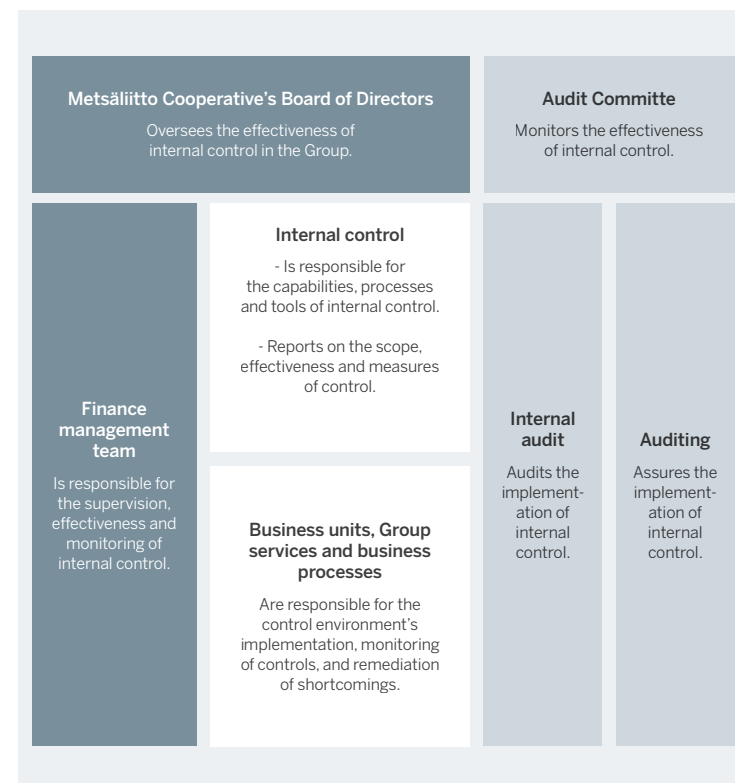 Metsäliitto Cooperative’s Board of Directors
Oversees the effectiveness of
internal control in the Group.
Audit Committe
Monitors the effectiveness
of internal control.
Finance
management
team
Is responsible for
the supervision,
effectiveness and
monitoring of
internal control.
Internal control
- Is responsible for
the capabilities, processes
and tools of internal control.
- Reports on the scope,
effectiveness and measures
of control.
Business units, Group
services and business
processes
Are responsible for the
control environment’s
implementation, monitoring
of controls, and remediation
of shortcomings.
Internal
audit
Audits the
implement-
ation of
internal
control.
Auditing
Assures the
implement-
ation of
internal
control.